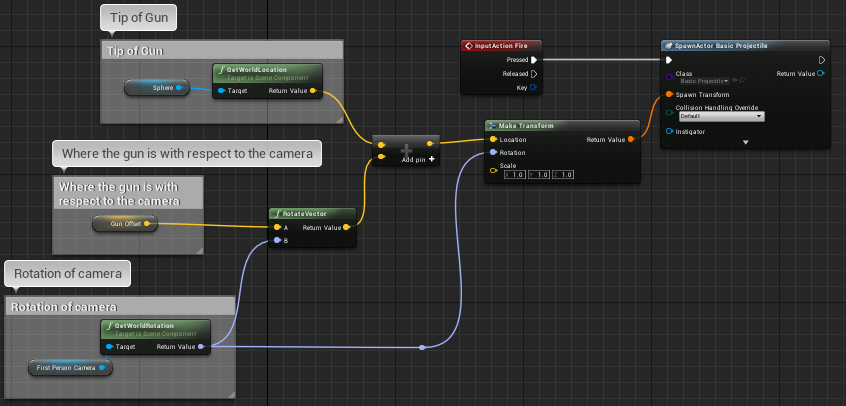 Tip of Gun
Tip of Gun
GetWorldLocation
Target is Scene Component
Sphere
Target
Return Value
InputAction Fire
Pressed
Released
Key
SpawnActor Basic Projectile
Class
Return Value
Basic Projectile
Spawn Transform
Collision Handling Override
Default
Instigator
Make Transform
Location
Return Value
Rotation
Scale
X 1.0 Y 1.0 Z 1.0
Add pin
Where the gun is with respect to the camera
Where the gun is with
respect to the camera
Gun Offset
RotateVector
A
Return Value
B
Rotation of camera
Rotation of camera
GetWorldRotation
Target is Scene Component
Target
Return Value
First Person Camera